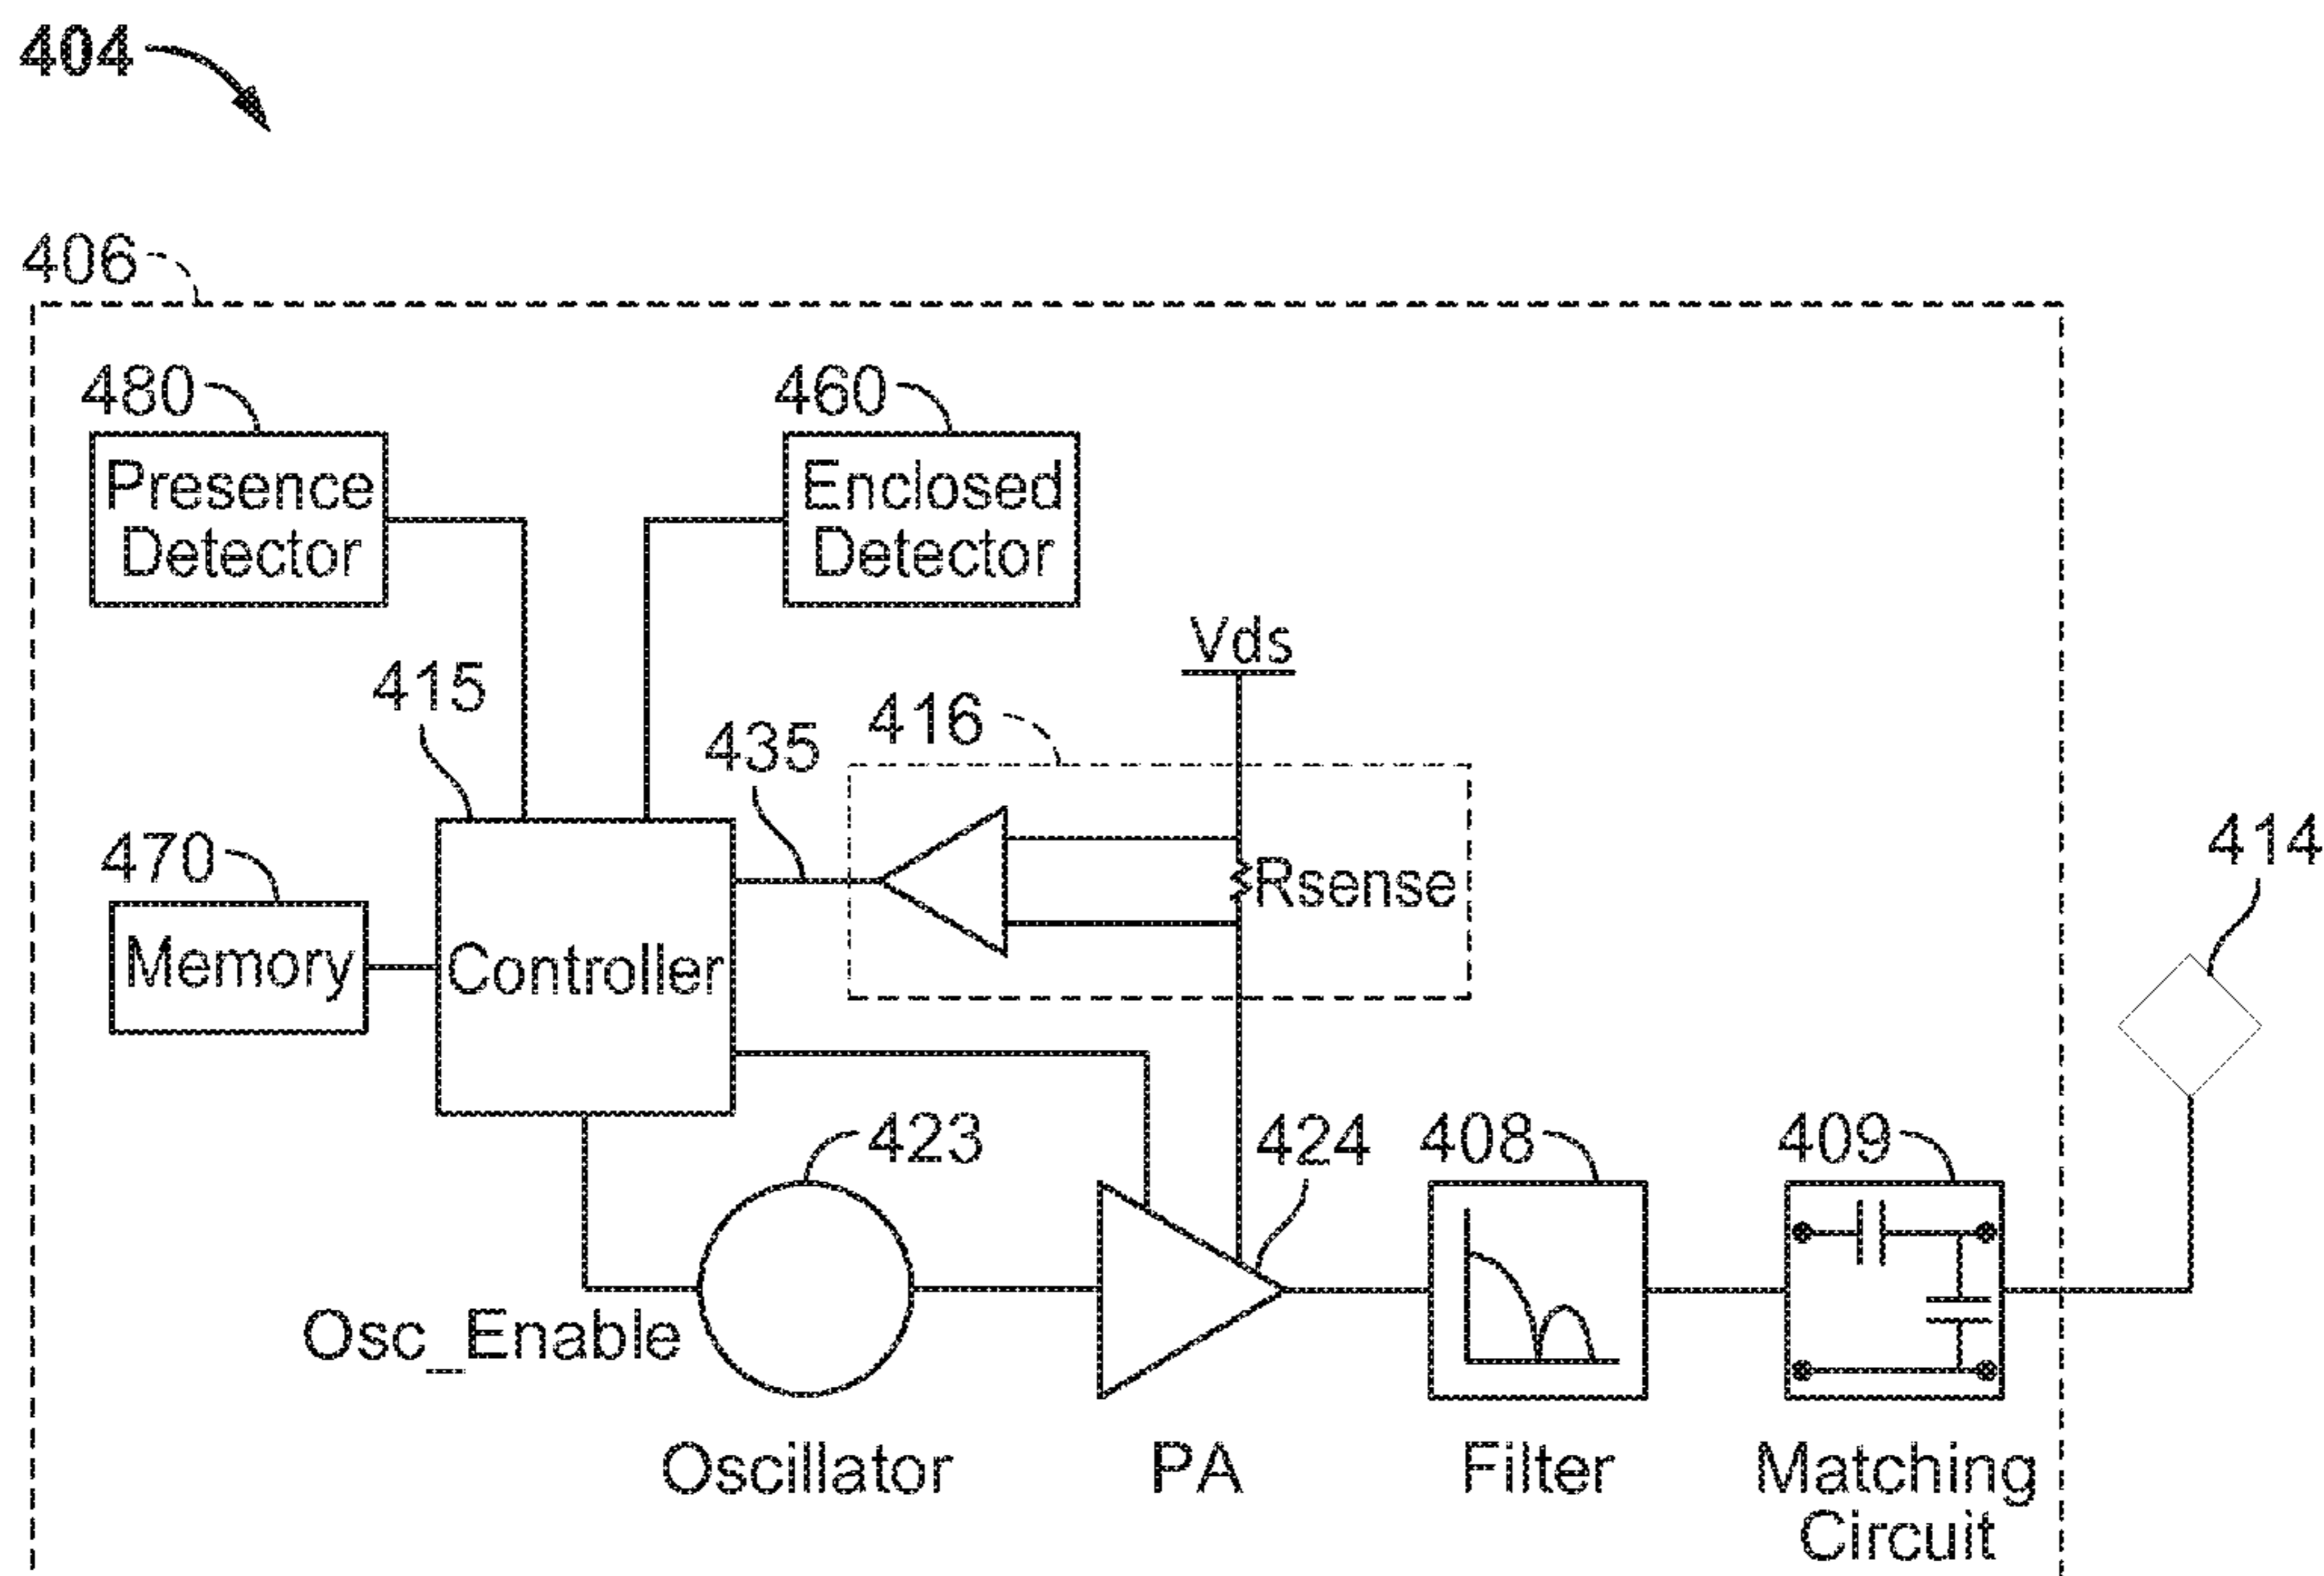 404
406
480
460
Presence
Detector
Enclosed
Detector
Vds
415
416
435
414
470
Rsense
Memory
Controller
423
424
408
409
Osc_Enable
Oscillator
PA
Filter
Matching
Circuit